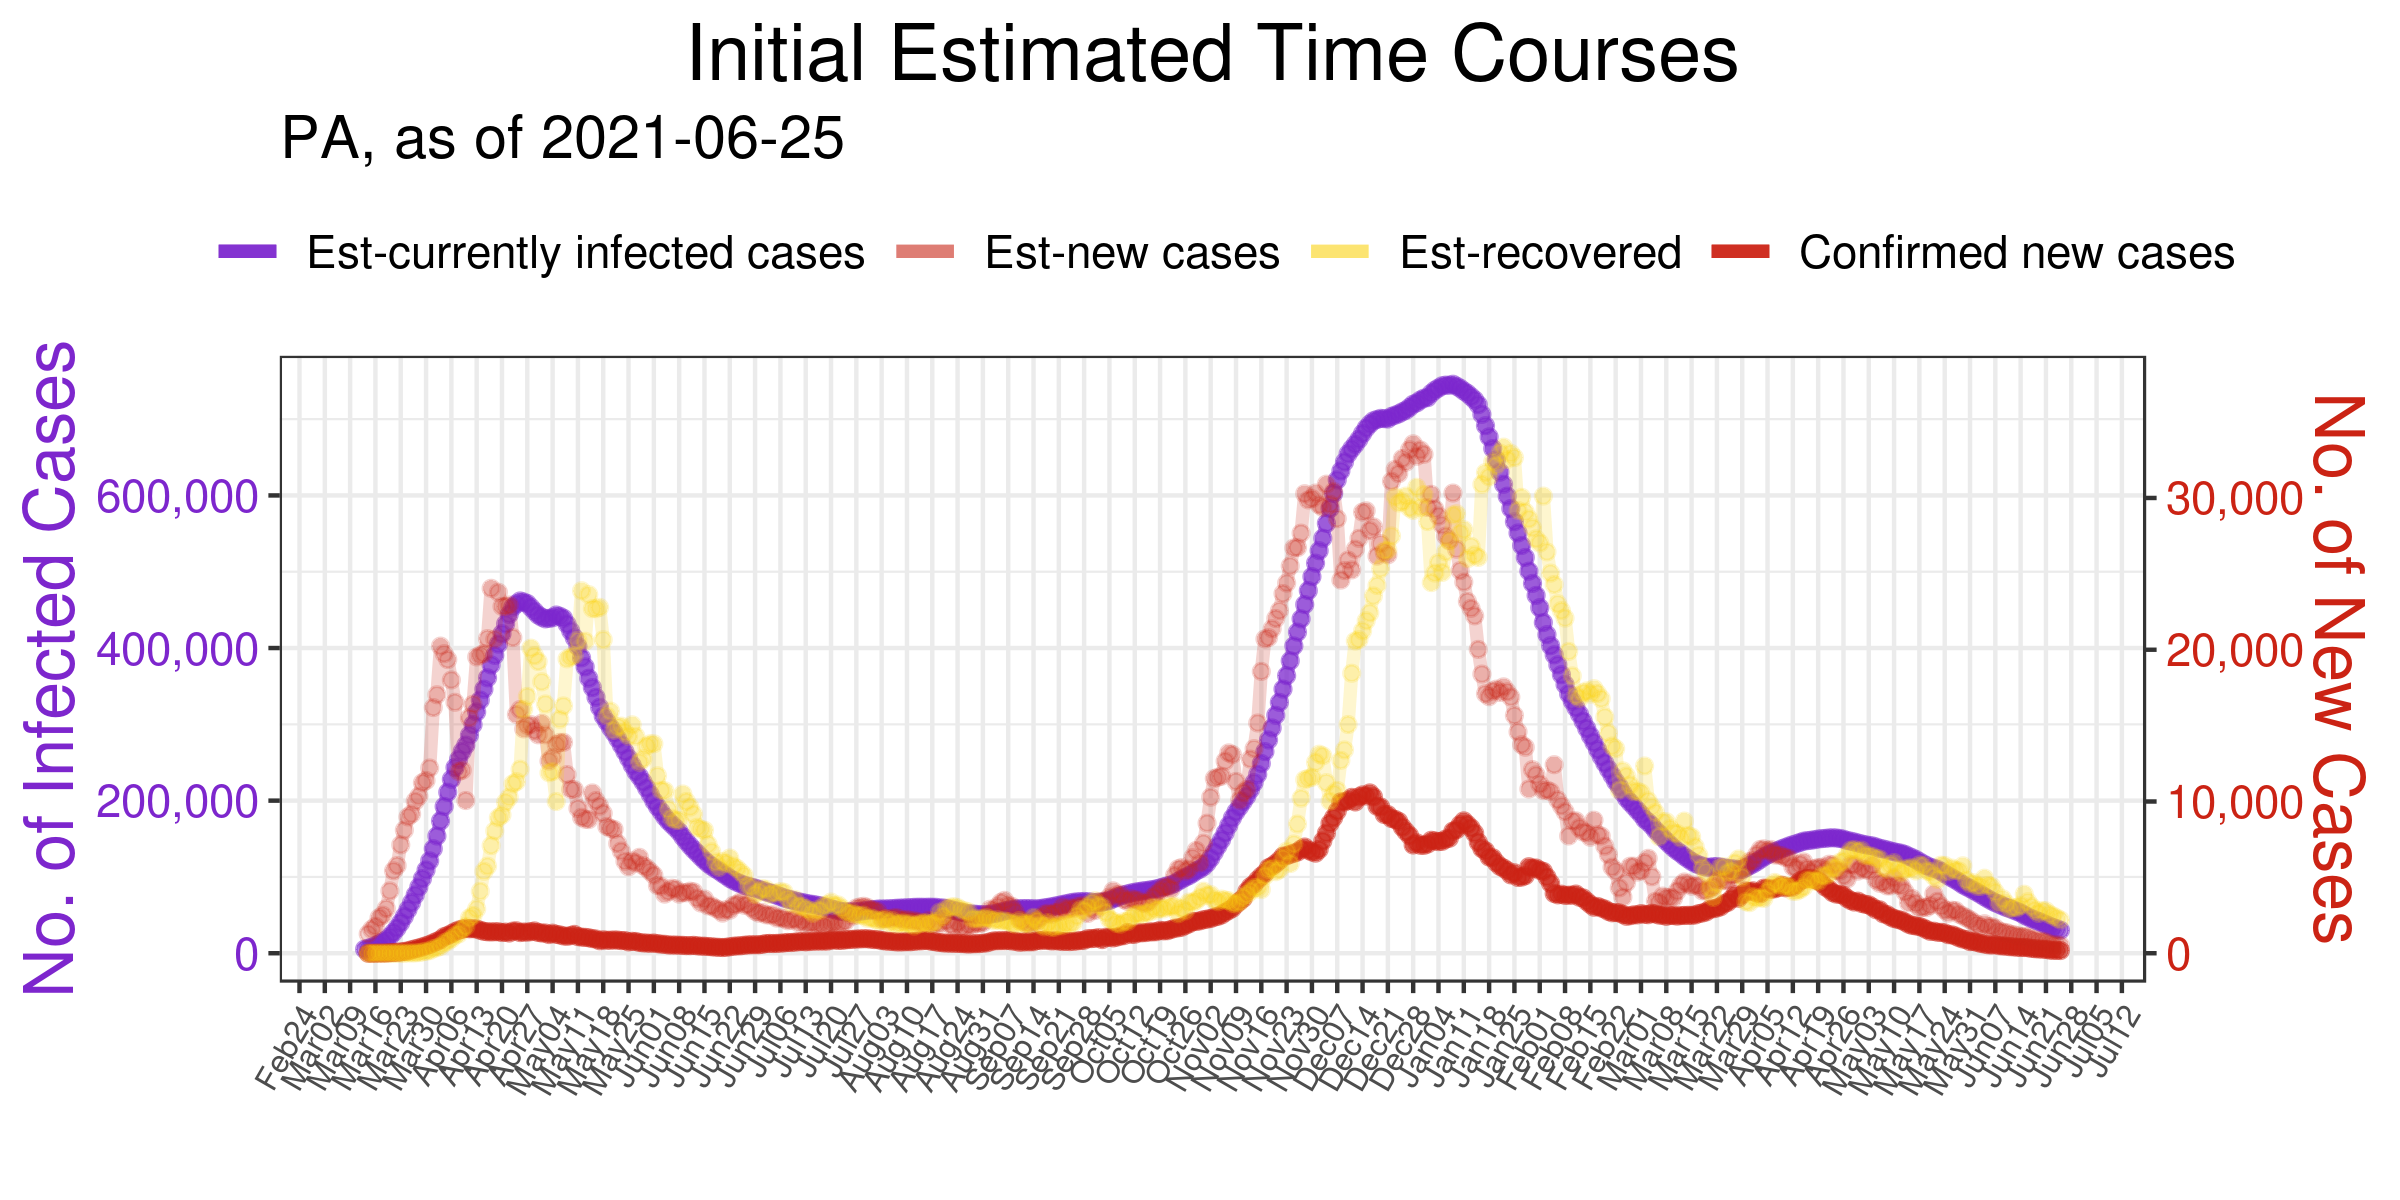 Initial Estimated Time Courses
PA, as of 2021-06-25
Est-currently infected cases
Est-new cases
Est-recovered
Confirmed new cases
No. of Infected Cases
600,000
400,000
200,000
0
30,000
20,000
10,000
0
No. of New Cases
Feb24
Mar02
Mar09
Mar16
Mar23
Mar30
Apr06
Apr13
Apr20
Apr27
May04
May11
May18
May25
Jun01
Jun08
Jun15
Jun22
Jun29
Jul06
Jul13
Jul20
Jul27
Aug03
Aug10
Aug17
Aug24
Aug31
Sep07
Sep14
Sep21
Sep28
Oct05
Oct12
Oct19
Oct26
Nov02
Nov09
Nov16
Nov23
Nov30
Dec07
Dec14
Dec21
Dec28
Jan04
Jan11
Jan18
Jan25
Feb01
Feb08
Feb15
Feb22
Mar01
Mar08
Mar15
Mar22
Mar29
Apr05
Apr12
Apr19
Apr26
May03
May10
May17
May24
May31
Jun07
Jun14
Jun21
Jun28
Jul05
Jul12